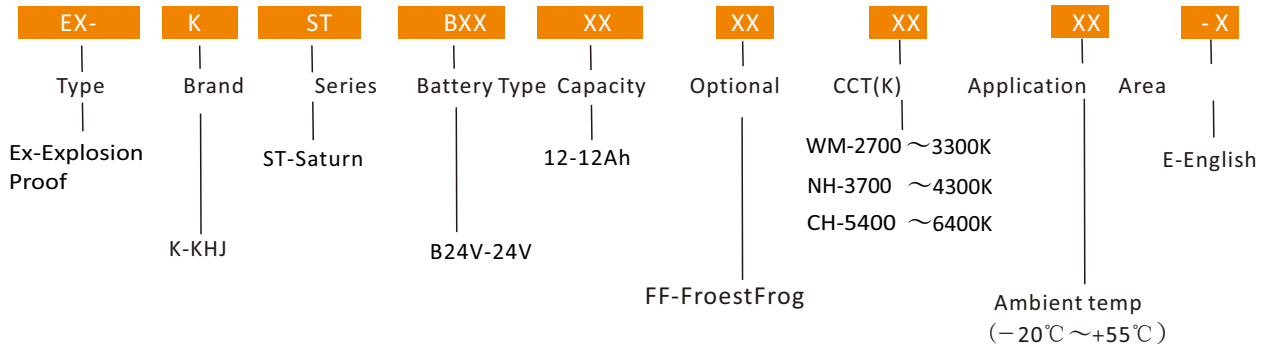 EX- K ST BXX XX XX XX XX - X
Type Brand Series Battery Type Capacity Optional CCT(K) Application Area
Ex-Explosion Proof
ST-Saturn
12-12Ah
WM-2700 ～3300K
NH-3700 ～4300K
CH-5400 ～6400K
E-English
K-KHJ
B24V-24V
FF-FroestFrog
Ambient temp
(－20℃～+55℃)